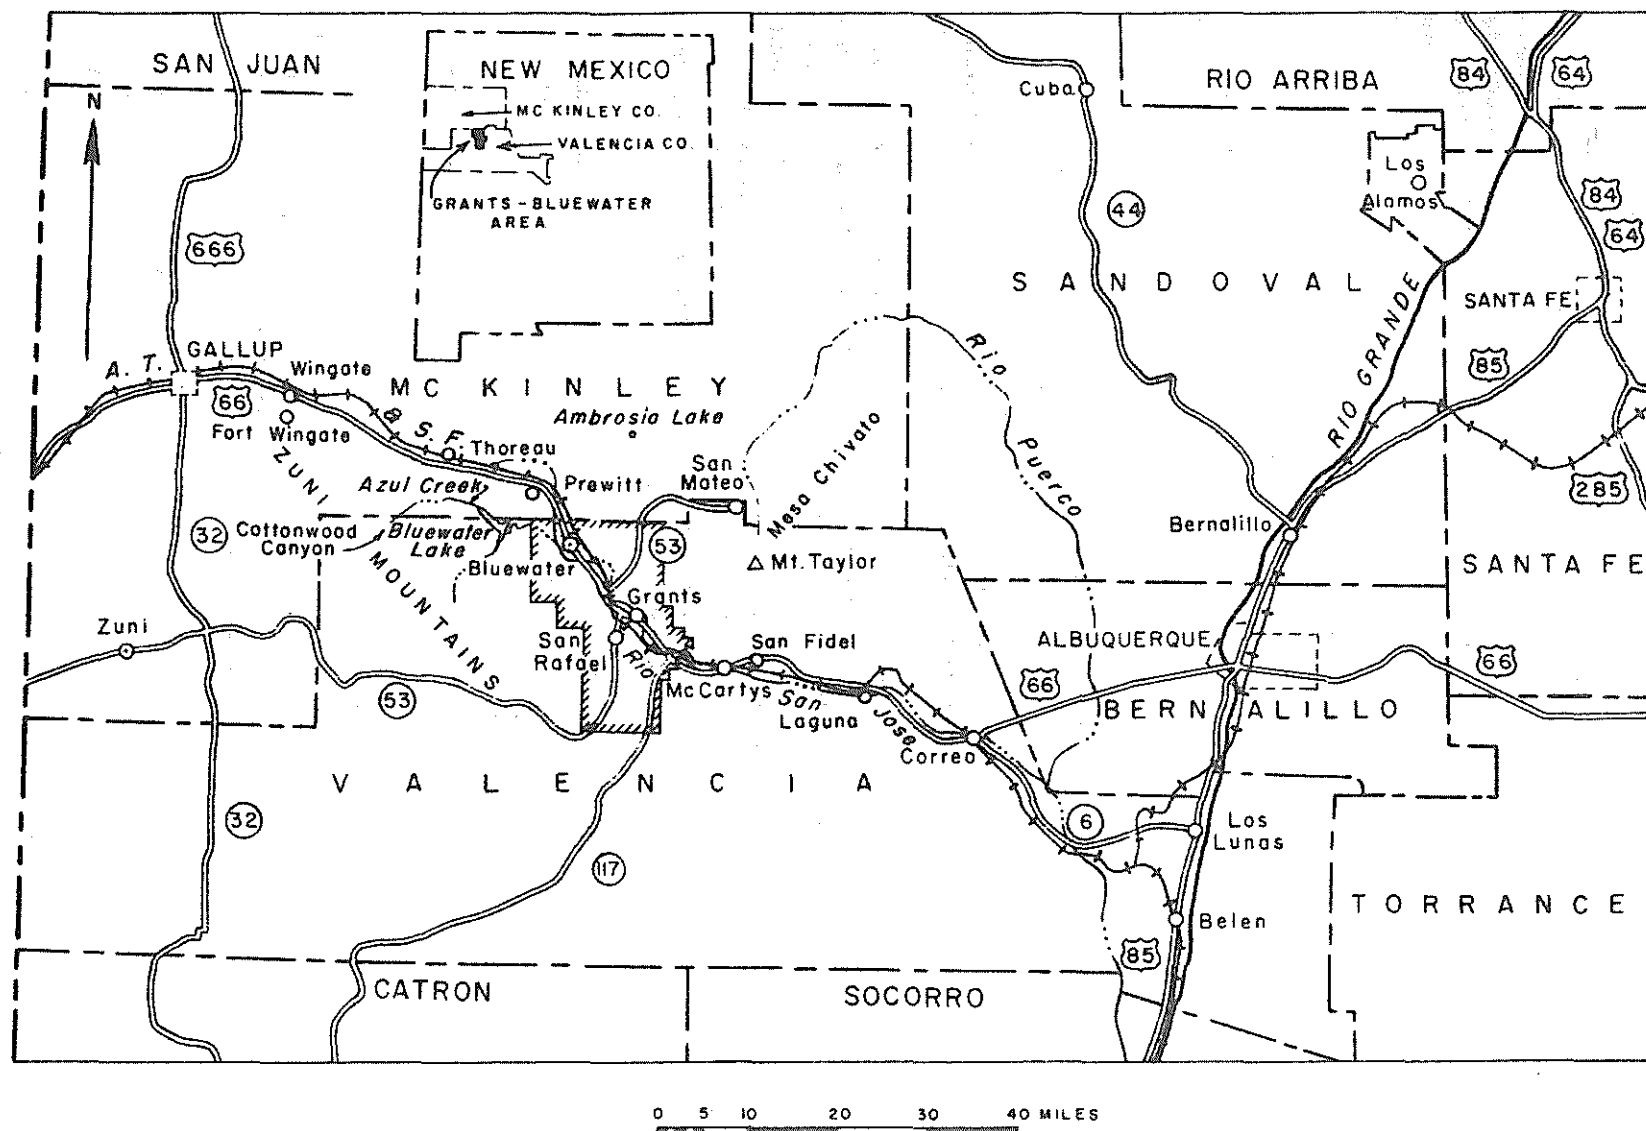 SAN JUAN
N
NEW MEXICO
MC KINLEY CO.
VALENCIA CO.
GRANTS-BLUEWATER
AREA
Cuba
RIO ARRIBA
84
64
Los
Alamos
84
64
44
666
SANDOVAL
SANTA FE
RIO GRANDE
85
A. T. & S. F.
GALLUP
Wingate
66
Fort Wingate
MC KINLEY
Ambrosia Lake
Rio Puerco
Thoreau
Prewitt
San
Mateo
Mesa Chivato
ZUNI MOUNTAINS
Azul Creek
285
32
Cottonwood
Canyon
Bluewater
Lake
Bluewater
53
Mt. Taylor
Bernalillo
SANTA FE
Grants
Zuni
San
Rafael
San Fidel
ALBUQUERQUE
66
66
McCartys
Rio San Jose
Laguna
53
BERNALILLO
Correo
VALENCIA
32
6
Los
Lunas
117
TORRANCE
Belen
85
CATRON
SOCORRO
0 5 10 20 30 40 MILES